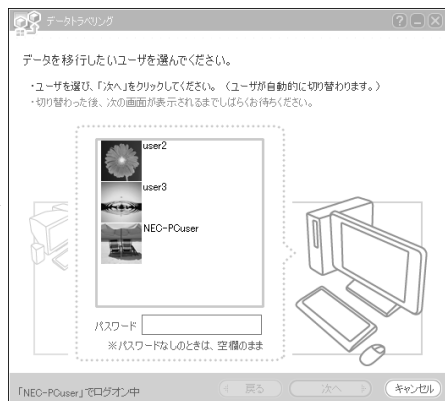 データトラベリング
データを移行したいユーザを選んでください。
・ユーザを選び、「次へ」をクリックしてください。（ユーザが自動的に切り替わります。）
・切り替わった後、次の画面が表示されるまでしばらくお待ちください。
user2
user3
NEC-PCuser
パスワード
※パスワードなしのときは、空欄のまま
「NEC-PCuser」でログオン中
戻る
次へ
キャンセル